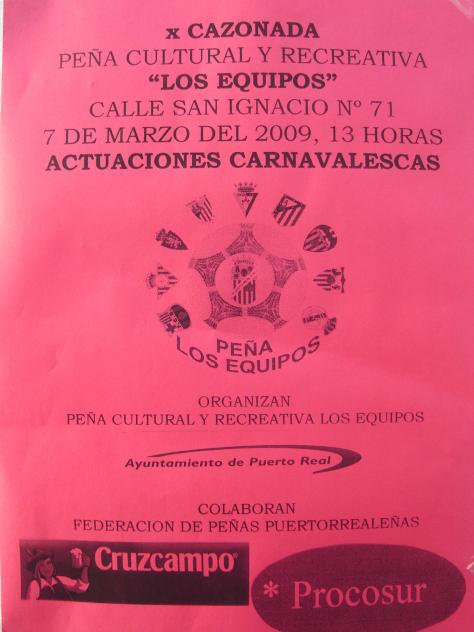 x CAZONADA
PEÑA CULTURAL Y RECREATIVA
“LOS EQUIPOS”
CALLE SAN IGNACIO Nº 71
7 DE MARZO DEL 2009, 13 HORAS
ACTUACIONES CARNAVALESCAS
PEÑA
LOS EQUIPOS
ORGANIZAN
PEÑA CULTURAL Y RECREATIVA LOS EQUIPOS
Ayuntamiento de Puerto Real
COLABORAN
FEDERACION DE PEÑAS PUERTORREALEÑAS
Cruzcampo®
* Procosur